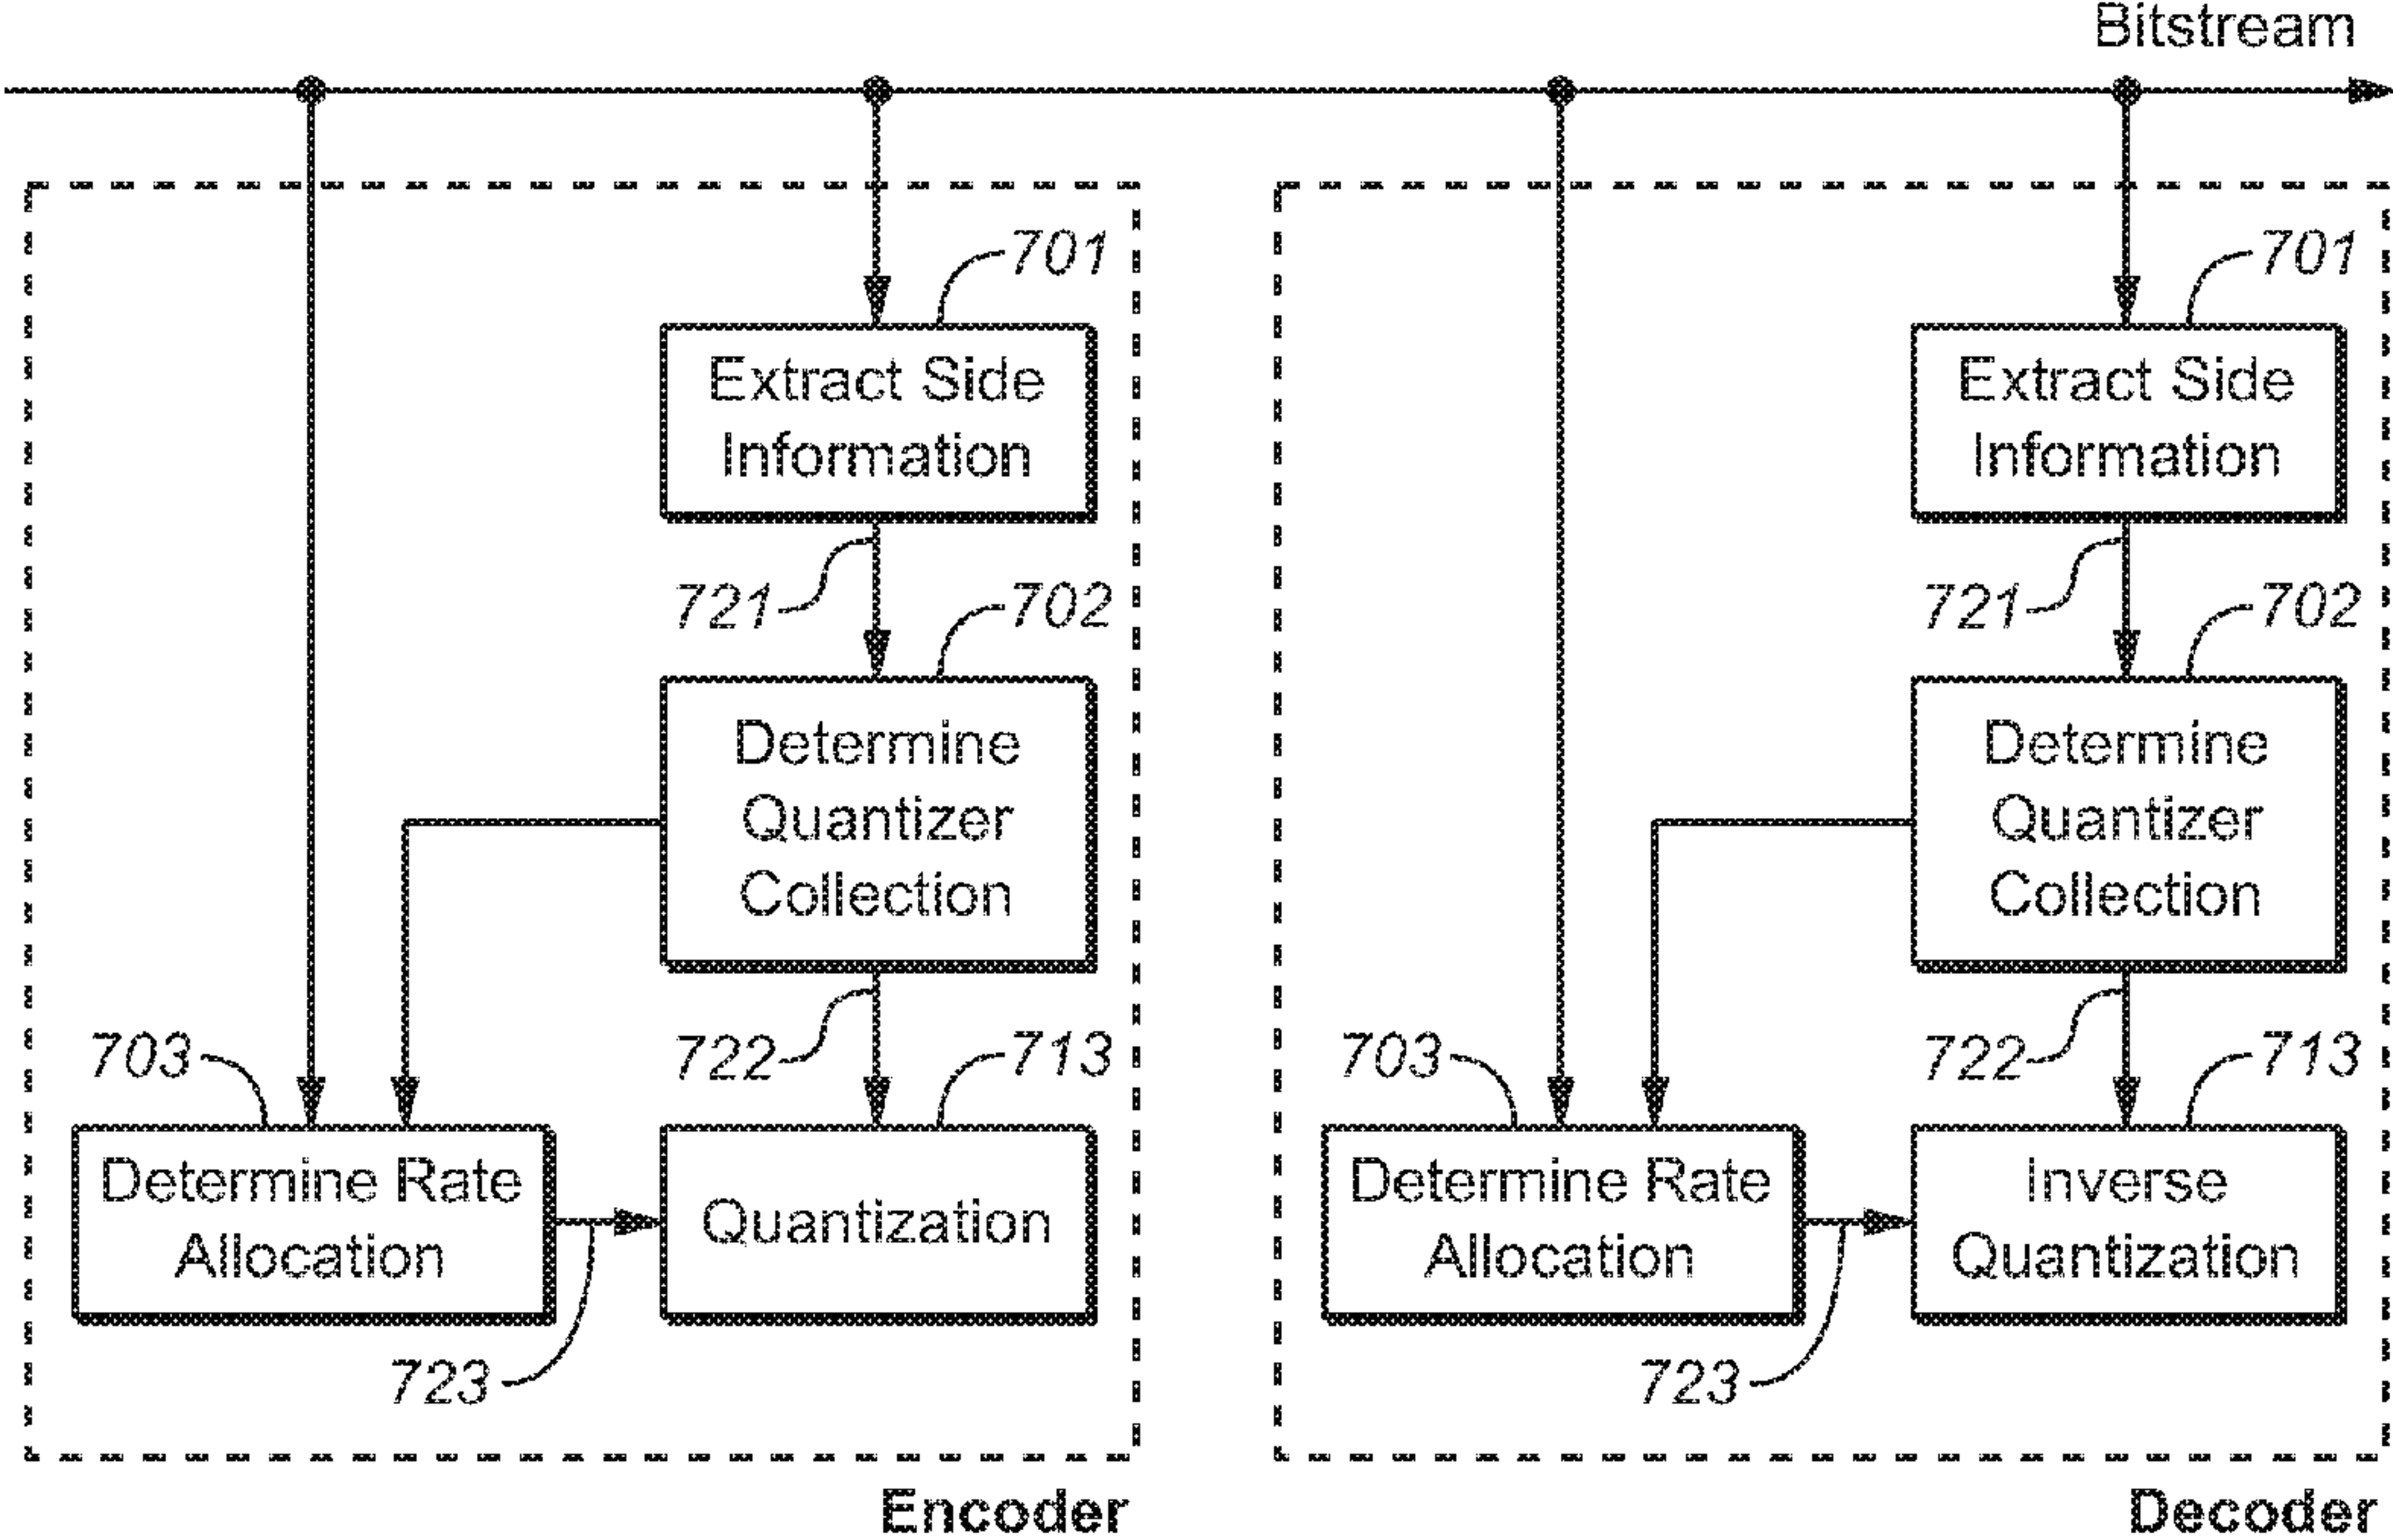 Bitstream
701
Extract Side
Information
721
702
Determine
Quantizer
Collection
703
722
713
Determine Rate
Allocation
Quantization
723
Encoder
701
Extract Side
Information
721
702
Determine
Quantizer
Collection
703
722
713
Determine Rate
Allocation
Inverse
Quantization
723
Decoder